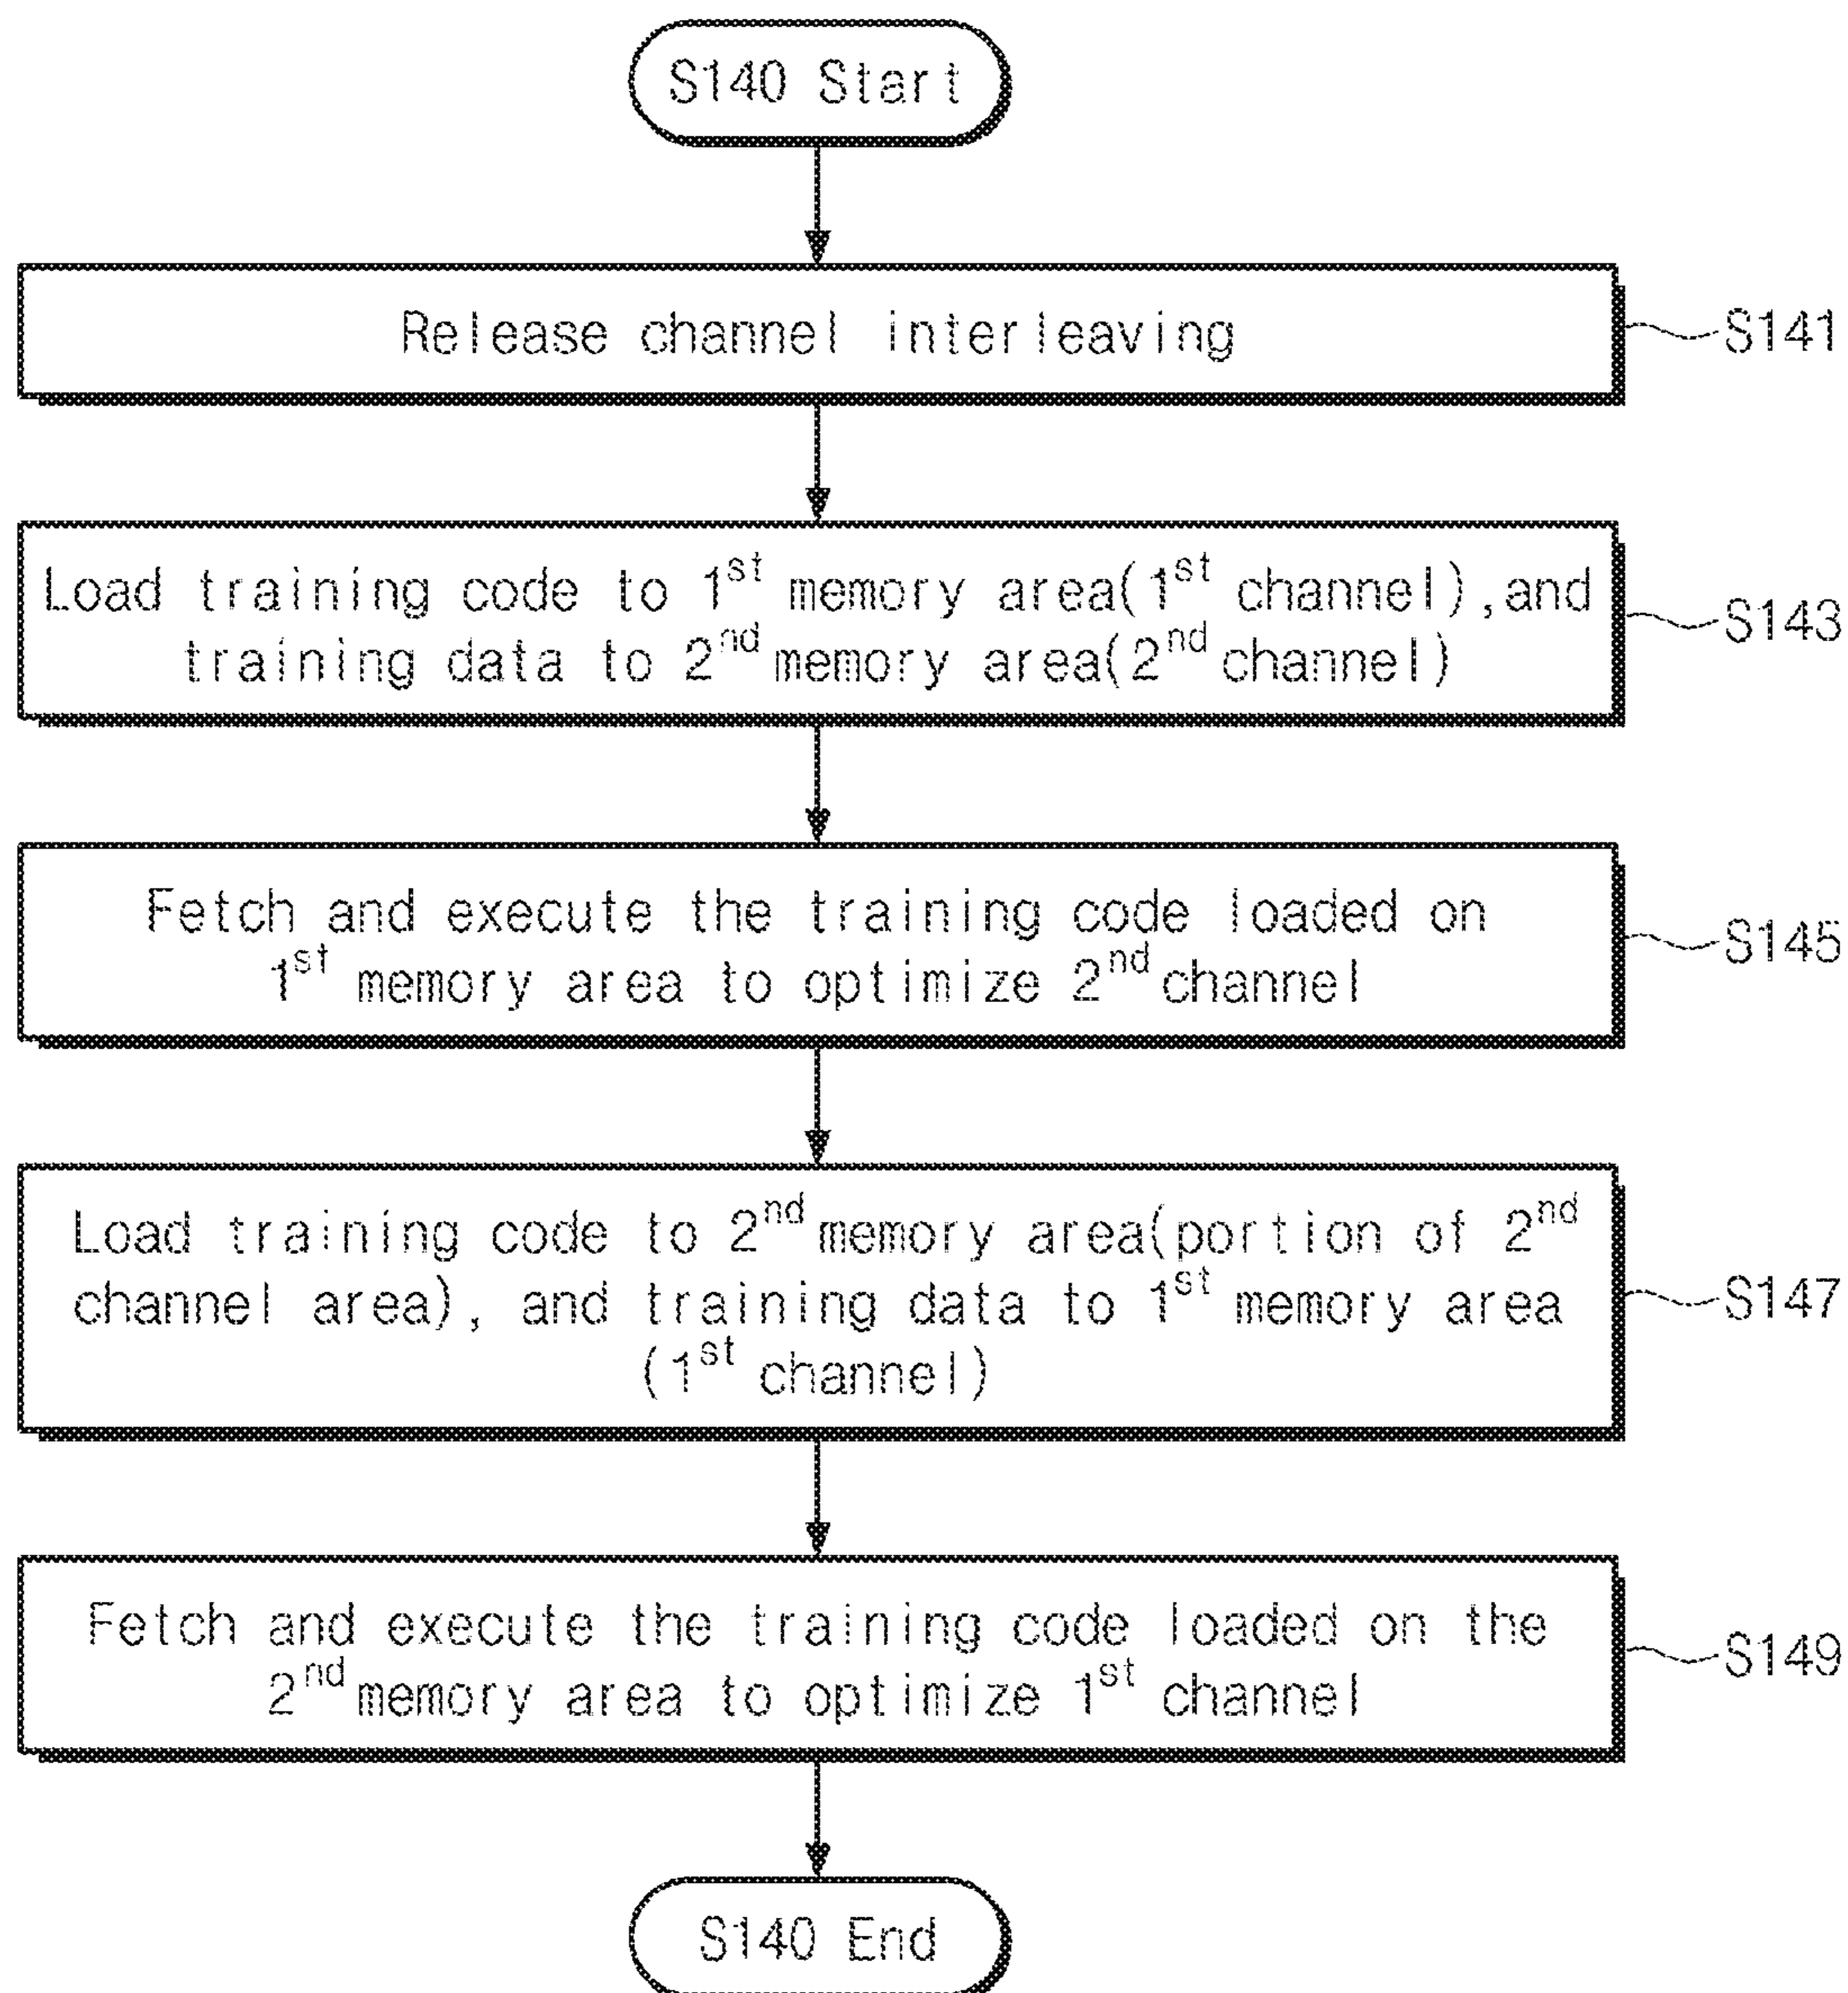 S140 Start
Release channel interleaving
S141
Load training code to 1st memory area(1st channel),and
training data to 2nd memory area(2nd channel)
S143
Fetch and execute the training code loaded on
1st memory area to optimize 2nd channel
S145
Load training code to 2nd memory area(portion of 2nd
channel area), and training data to 1st memory area
(1st channel)
S147
Fetch and execute the training code loaded on the
2nd memory area to optimize 1st channel
S149
S140 End